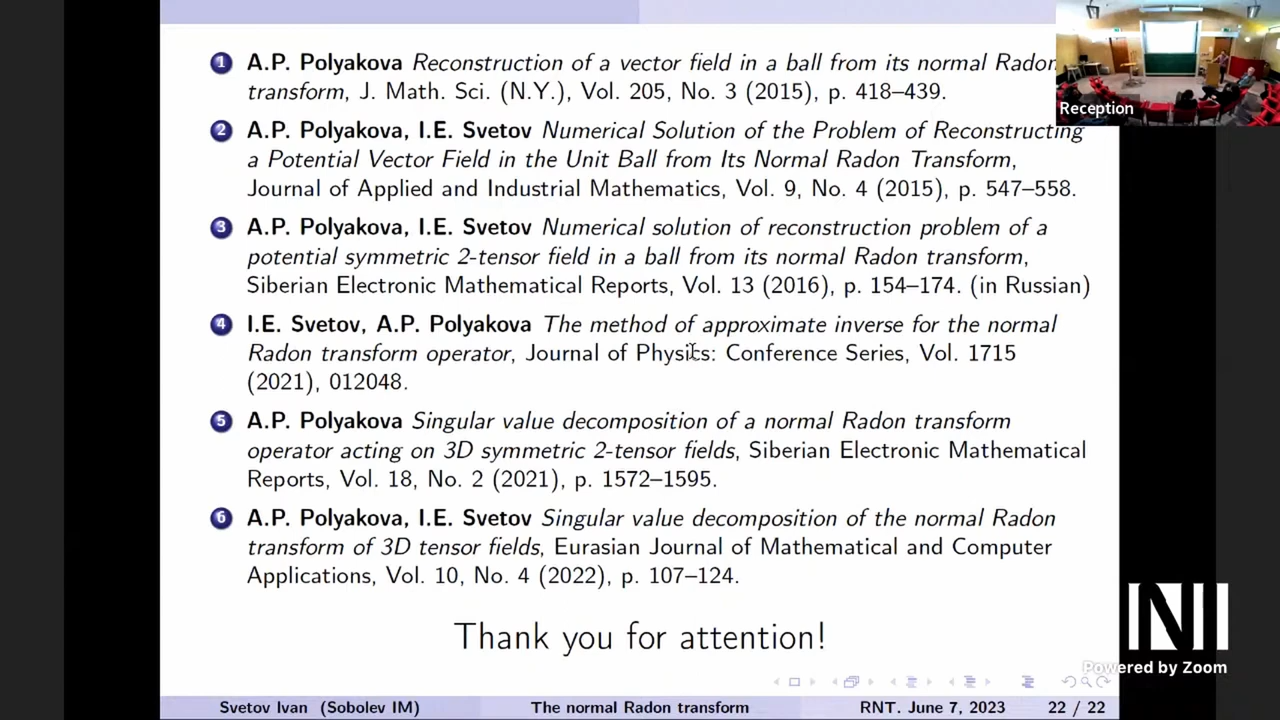 1 A.P. Polyakova Reconstruction of a vector field in a ball from its normal Radon
transform, J. Math. Sci. (N.Y.), Vol. 205, No. 3 (2015), p. 418–439.
2 A.P. Polyakova, I.E. Svetov Numerical Solution of the Problem of Reconstructing
a Potential Vector Field in the Unit Ball from Its Normal Radon Transform,
Journal of Applied and Industrial Mathematics, Vol. 9, No. 4 (2015), p. 547–558.
3 A.P. Polyakova, I.E. Svetov Numerical solution of reconstruction problem of a
potential symmetric 2-tensor field in a ball from its normal Radon transform,
Siberian Electronic Mathematical Reports, Vol. 13 (2016), p. 154–174. (in Russian)
4 I.E. Svetov, A.P. Polyakova The method of approximate inverse for the normal
Radon transform operator, Journal of Physics: Conference Series, Vol. 1715
(2021), 012048.
5 A.P. Polyakova Singular value decomposition of a normal Radon transform
operator acting on 3D symmetric 2-tensor fields, Siberian Electronic Mathematical
Reports, Vol. 18, No. 2 (2021), p. 1572–1595.
6 A.P. Polyakova, I.E. Svetov Singular value decomposition of the normal Radon
transform of 3D tensor fields, Eurasian Journal of Mathematical and Computer
Applications, Vol. 10, No. 4 (2022), p. 107–124.
Thank you for attention!
Svetov Ivan (Sobolev IM) The normal Radon transform RNT. June 7, 2023 22 / 22
Reception
Powered by Zoom